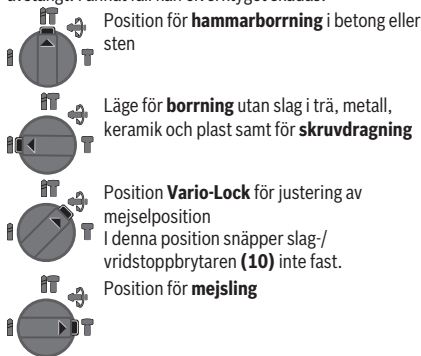 Position för hammarborrning i betong eller
sten
Läge för borrning utan slag i trä, metall,
keramik och plast samt för skruvdragning
Position Vario-Lock för justering av
mejselposition
I denna position snäpper slag-/
vridstoppbrytaren (10) inte fast.
Position för mejsling